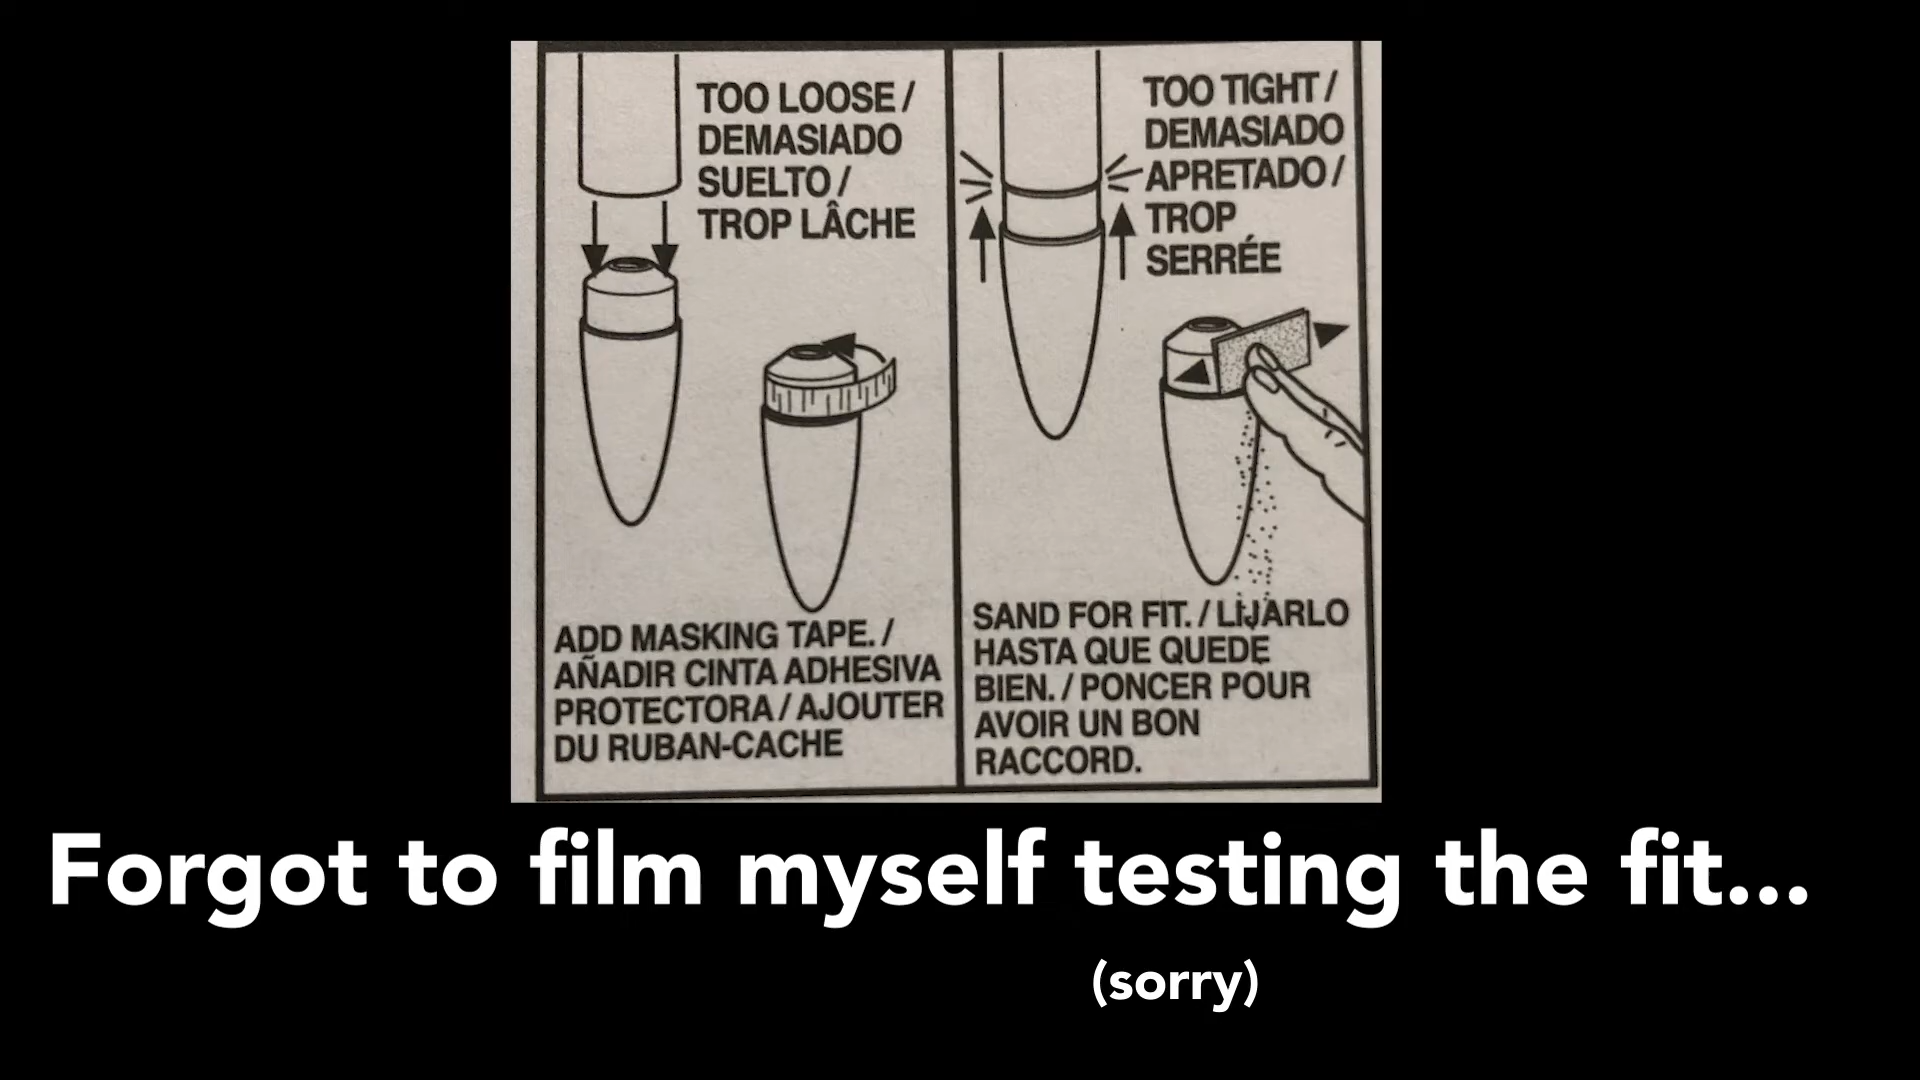 TOO LOOSE /
DEMASIADO
SUELTO /
TROP LÂCHE
ADD MASKING TAPE. /
AÑADIR CINTA ADHESIVA
PROTECTORA / AJOUTER
DU RUBAN-CACHE
TOO TIGHT /
DEMASIADO
APRETADO /
TROP
SERRÉE
SAND FOR FIT. / LIJARLO
HASTA QUE QUEDE
BIEN. / PONCER POUR
AVOIR UN BON
RACCORD.
Forgot to film myself testing the fit...
(sorry)